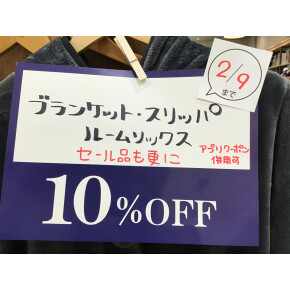 2/9
まで
ブランケット・スリッパ
ルームソックス
セール品も更に
アプリクーポン
併用可
10%OFF